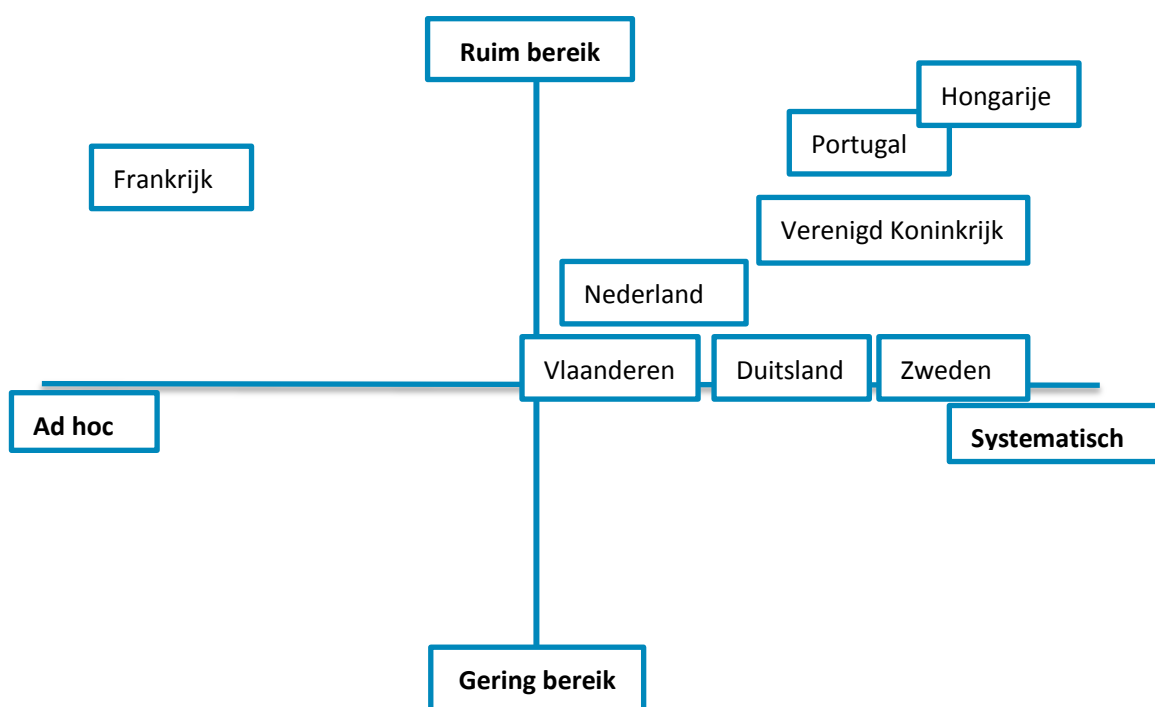 Ruim bereik
Hongarije
Portugal
Frankrijk
Verenigd Koninkrijk
Nederland
Vlaanderen
Duitsland
Zweden
Ad hoc
Systematisch
Gering bereik